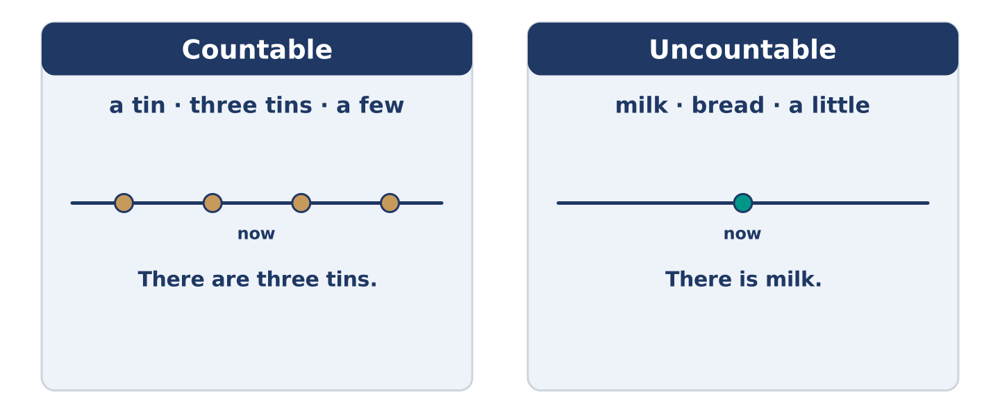 Countable
a tin · three tins · a few
now
There are three tins.
Uncountable
milk · bread · a little
now
There is milk.